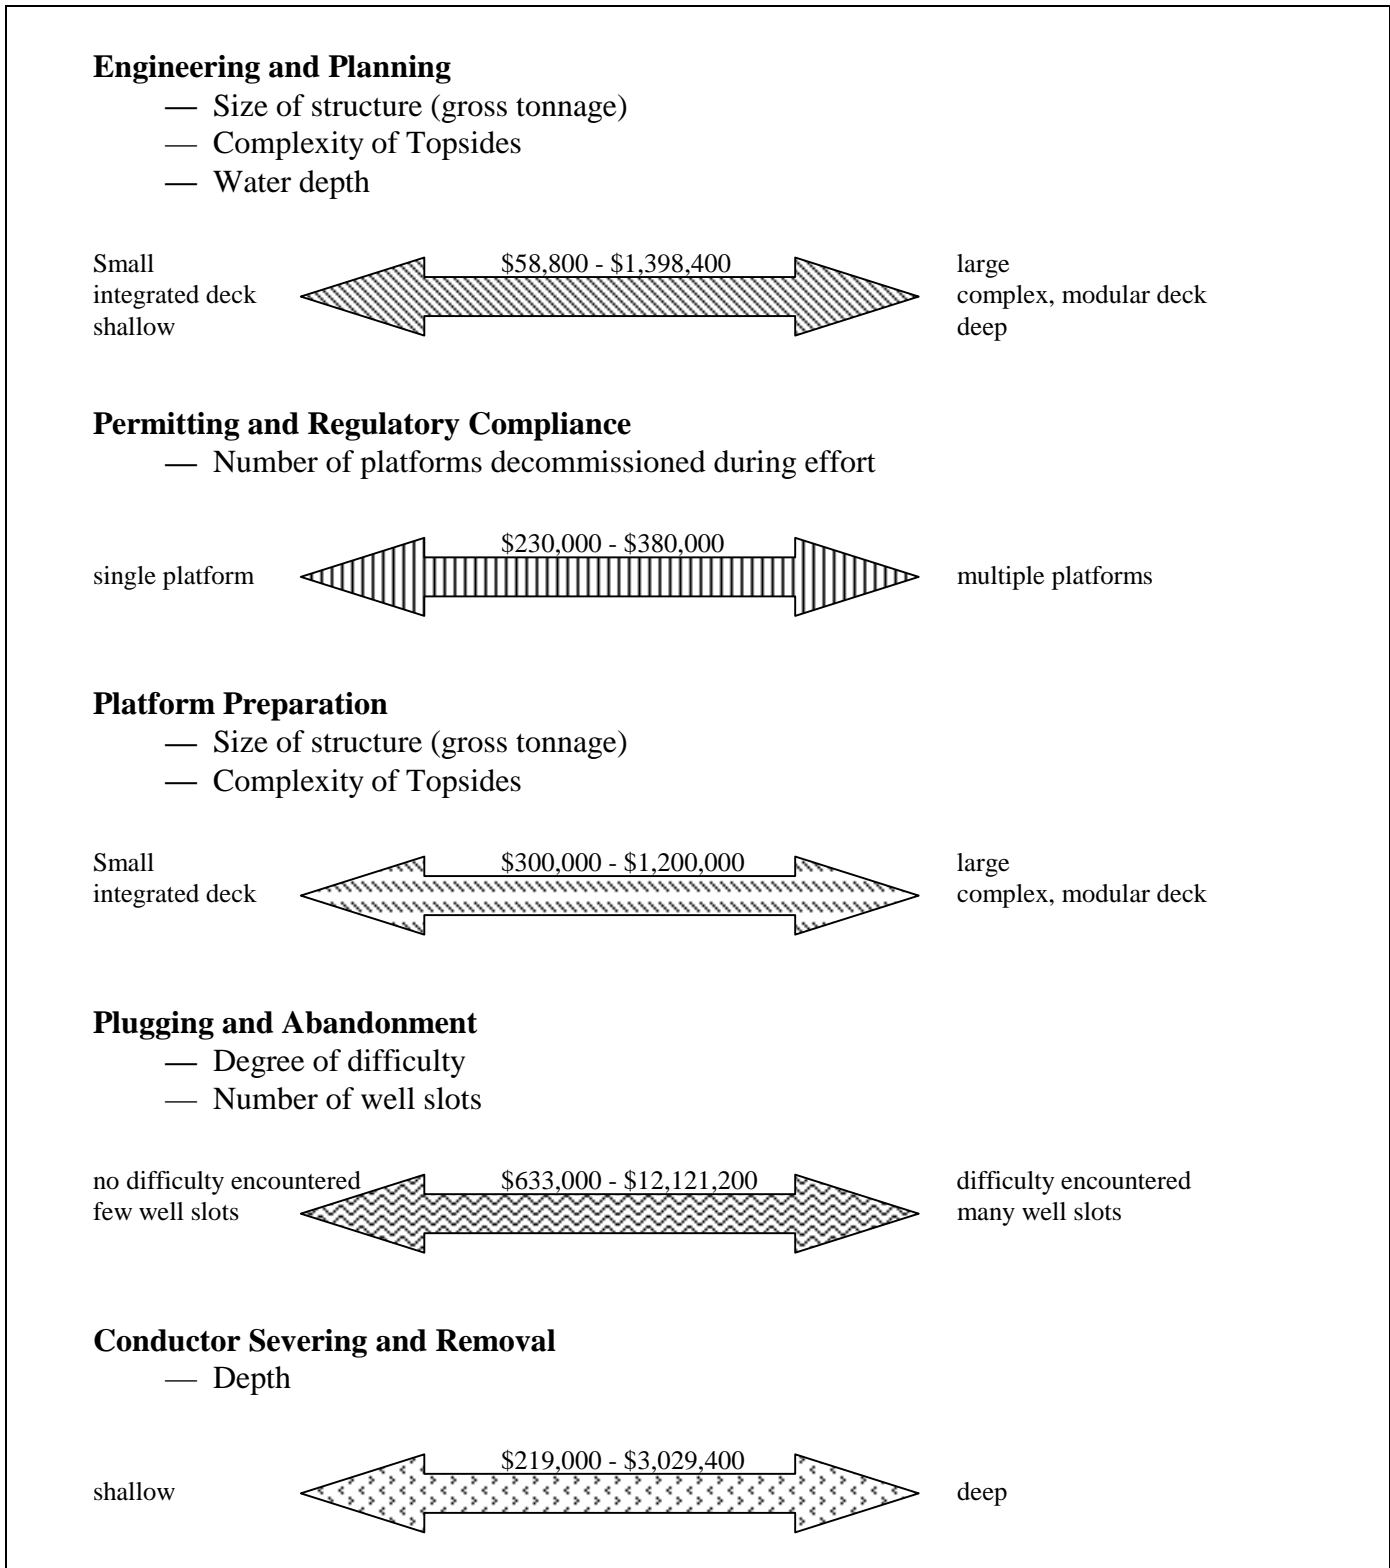 Engineering and Planning
— Size of structure (gross tonnage)
— Complexity of Topsides
— Water depth
Small
integrated deck
shallow
$58,800 - $1,398,400
large
complex, modular deck
deep
Permitting and Regulatory Compliance
— Number of platforms decommissioned during effort
single platform
$230,000 - $380,000
multiple platforms
Platform Preparation
— Size of structure (gross tonnage)
— Complexity of Topsides
Small
integrated deck
$300,000 - $1,200,000
large
complex, modular deck
Plugging and Abandonment
— Degree of difficulty
— Number of well slots
no difficulty encountered
few well slots
$633,000 - $12,121,200
difficulty encountered
many well slots
Conductor Severing and Removal
— Depth
shallow
$219,000 - $3,029,400
deep